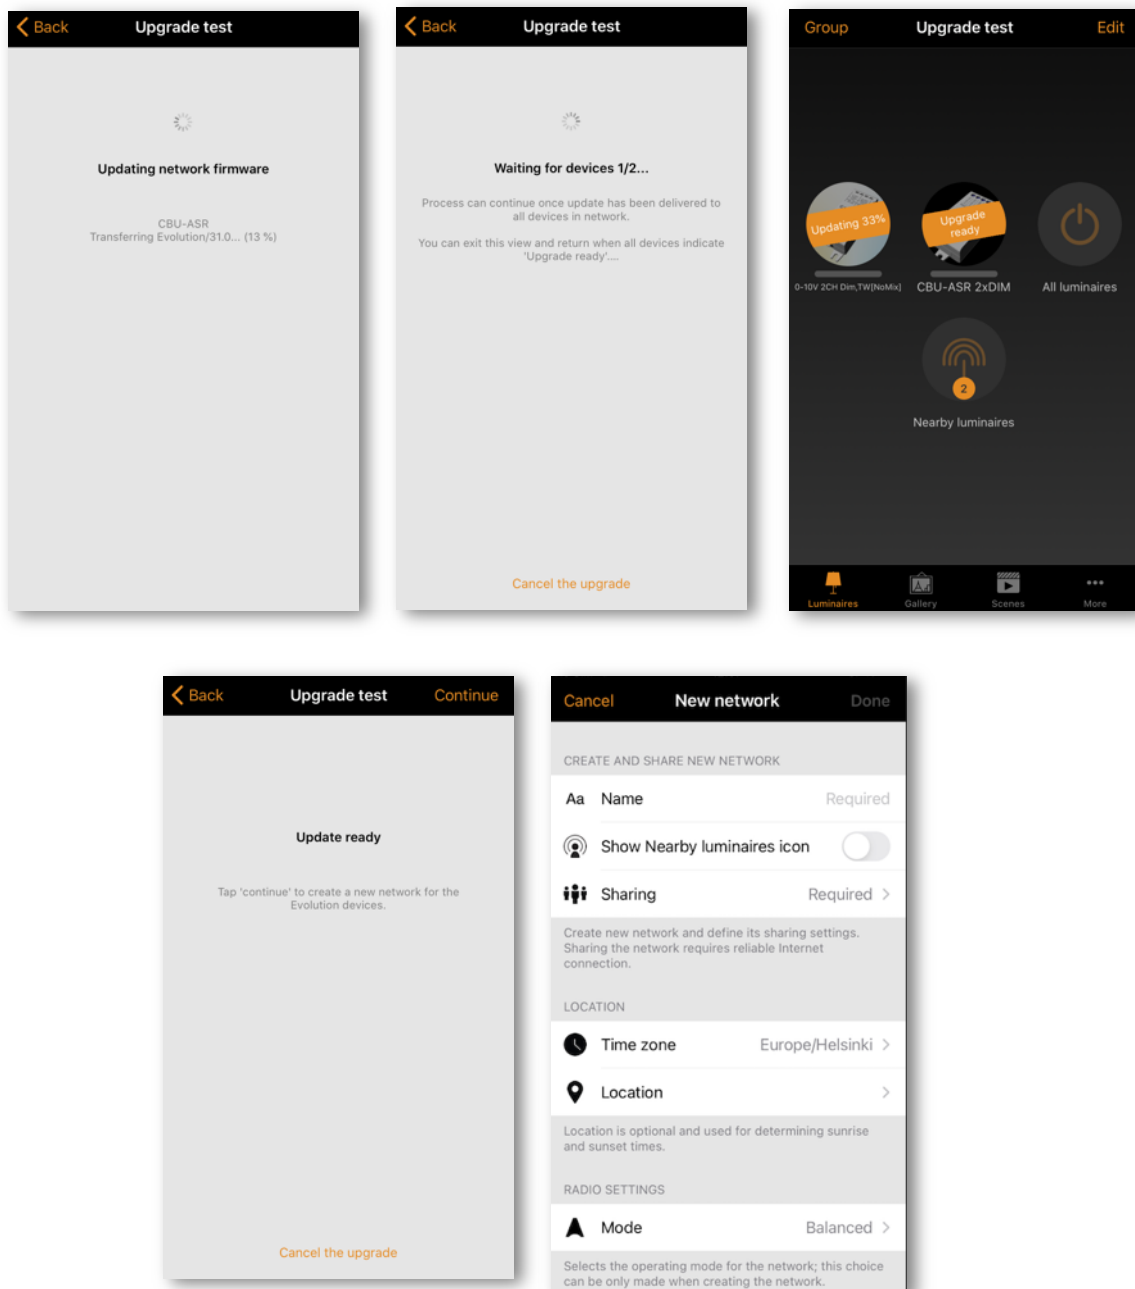 Back
Upgrade test
Updating network firmware
CBU-ASR
Transferring Evolution/31.0... (13 %)
Back
Upgrade test
Waiting for devices 1/2...
Process can continue once update has been delivered to
all devices in network.
You can exit this view and return when all devices indicate
'Upgrade ready'....
Cancel the upgrade
Group
Upgrade test
Edit
Updating 33%
Upgrade
ready
0-10V 2CH Dim,TW[NoMix]
CBU-ASR 2xDIM
All luminaires
2
Nearby luminaires
Luminaires
Gallery
Scenes
More
Back
Upgrade test
Continue
Update ready
Tap 'continue' to create a new network for the
Evolution devices.
Cancel the upgrade
Cancel
New network
Done
CREATE AND SHARE NEW NETWORK
Aa Name Required
Show Nearby luminaires icon
Sharing Required
Create new network and define its sharing settings.
Sharing the network requires reliable Internet
connection.
LOCATION
Time zone Europe/Helsinki
Location
Location is optional and used for determining sunrise
and sunset times.
RADIO SETTINGS
Mode Balanced
Selects the operating mode for the network; this choice
can be only made when creating the network.